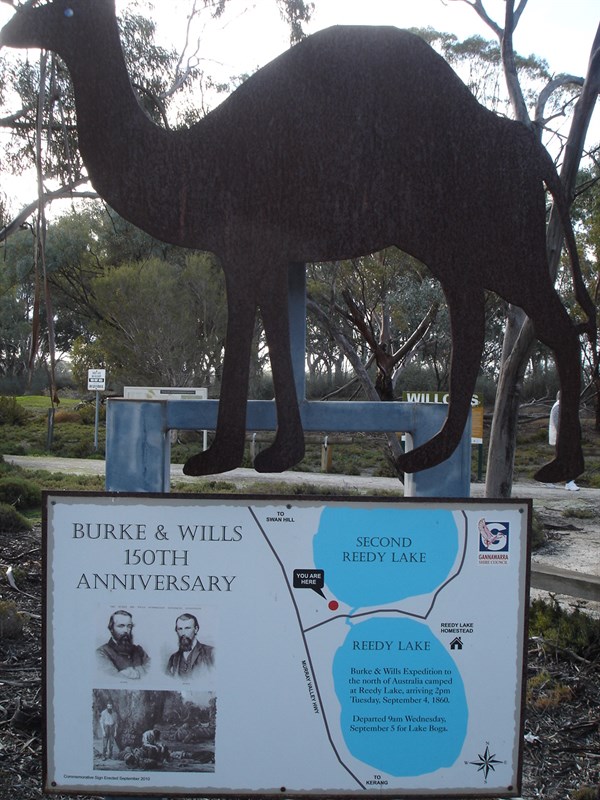 WILLOWS
BURKE & WILLS
150TH
ANNIVERSARY
TO
SWAN HILL
SECOND
REEDY LAKE
GANNAWARRA
SHIRE COUNCIL
YOU ARE
HERE
REEDY LAKE
HOMESTEAD
REEDY LAKE
Burke & Wills Expedition to
the north of Australia camped
at Reedy Lake, arriving 2pm
Tuesday, September 4, 1860.
Departed 9am Wednesday,
September 5 for Lake Boga.
MURRAY VALLEY HWY
TO
KERANG
Commemorative Sign Erected September 2010